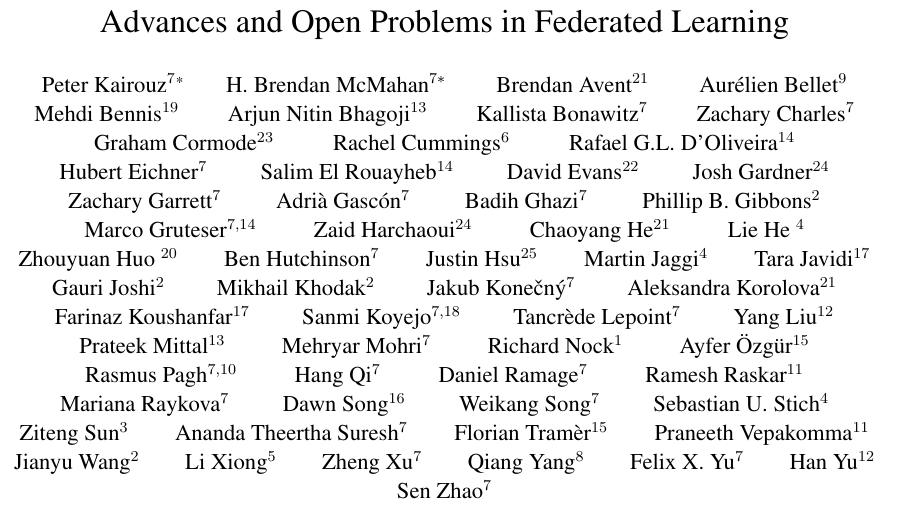 Advances and Open Problems in Federated Learning
Peter Kairouz7* H. Brendan McMahan7* Brendan Avent21 Aurélien Bellet9
Mehdi Bennis19 Arjun Nitin Bhagoji13 Kallista Bonawitz7 Zachary Charles7
Graham Cormode23 Rachel Cummings6 Rafael G.L. D'Oliveira14
Hubert Eichner7 Salim El Rouayheb14 David Evans22 Josh Gardner24
Zachary Garrett7 Adrià Gascón7 Badih Ghazi7 Phillip B. Gibbons2
Marco Gruteser7,14 Zaid Harchaoui24 Chaoyang He21 Lie He 4
Zhouyuan Huo 20 Ben Hutchinson7 Justin Hsu25 Martin Jaggi4 Tara Javidi17
Gauri Joshi2 Mikhail Khodak2 Jakub Konečný7 Aleksandra Korolova21
Farinaz Koushanfar17 Sanmi Koyejo7,18 Tancrède Lepoint7 Yang Liu12
Prateek Mittal13 Mehryar Mohri7 Richard Nock1 Ayfer Özgür15
Rasmus Pagh7,10 Hang Qi7 Daniel Ramage7 Ramesh Raskar11
Mariana Raykova7 Dawn Song16 Weikang Song7 Sebastian U. Stich4
Ziteng Sun3 Ananda Theertha Suresh7 Florian Tramèr15 Praneeth Vepakomma11
Jianyu Wang2 Li Xiong5 Zheng Xu7 Qiang Yang8 Felix X. Yu7 Han Yu12
Sen Zhao7